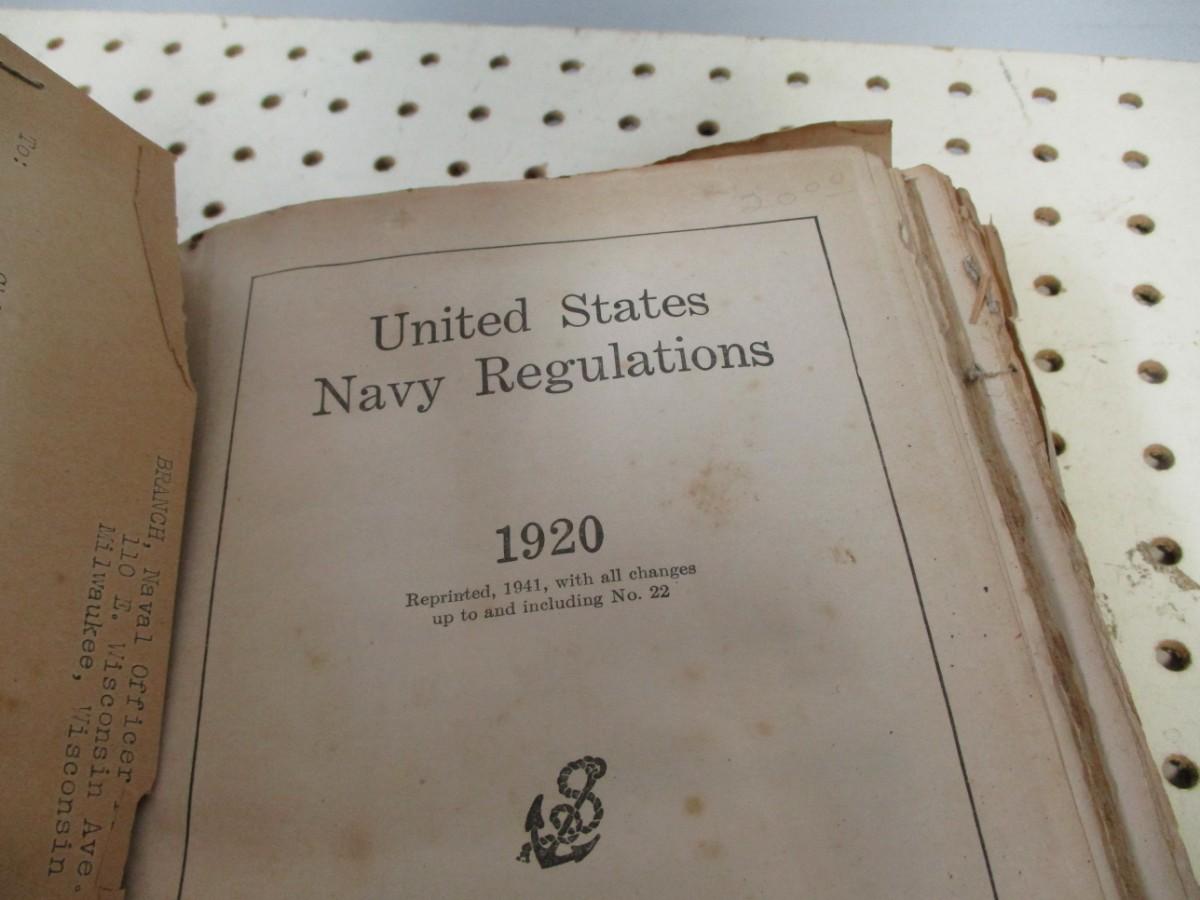 To:
BRANCH, Naval Officer
110 E. Wisconsin Ave.
Milwaukee, Wisconsin
United States
Navy Regulations
1920
Reprinted, 1941, with all changes
up to and including No. 22